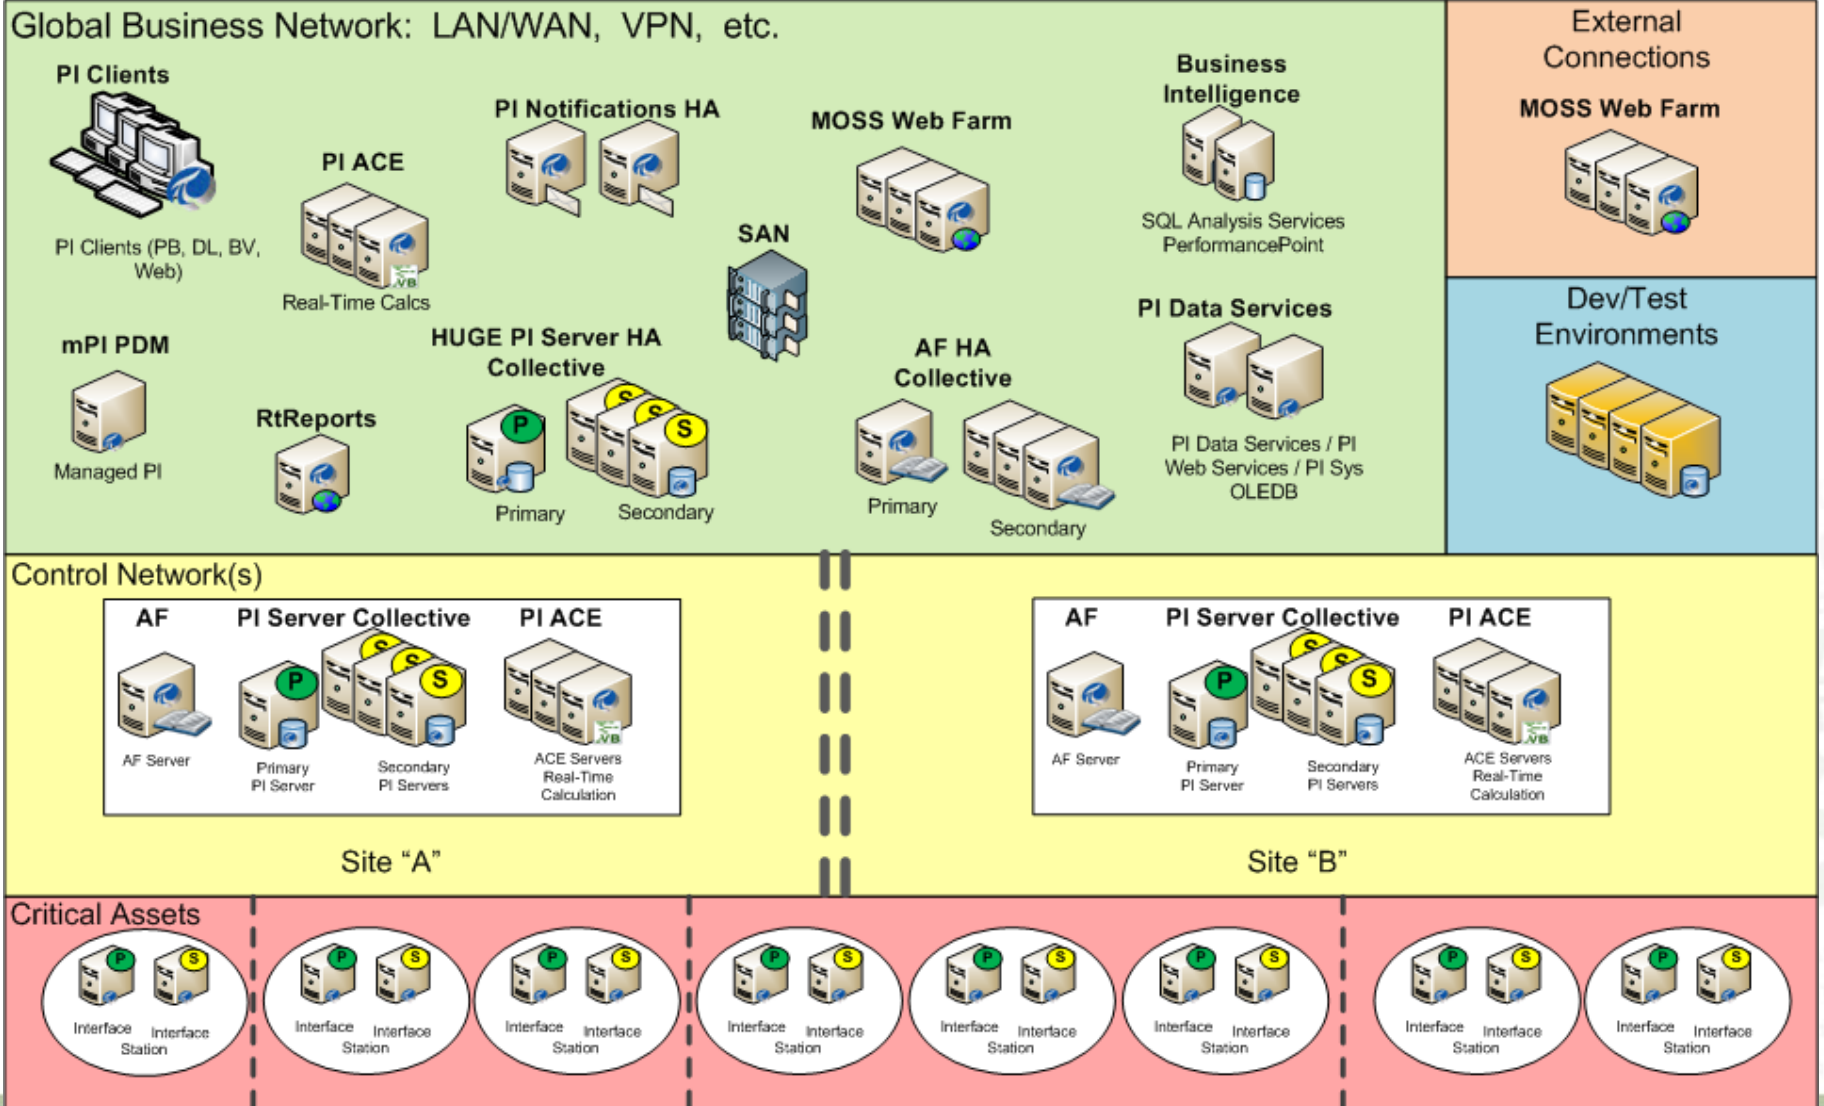 Global Business Network: LAN/WAN, VPN, etc.
PI Clients
PI Clients (PB, DL, BV,
Web)
PI ACE
Real-Time Calcs
PI Notifications HA
MOSS Web Farm
Business
Intelligence
SQL Analysis Services
PerformancePoint
SAN
mPI PDM
Managed PI
RtReports
HUGE PI Server HA
Collective
P
S
S
S
Primary
Secondary
AF HA
Collective
Primary
Secondary
PI Data Services
PI Data Services / PI
Web Services / PI Sys
OLEDB
External
Connections
MOSS Web Farm
Dev/Test
Environments
Control Network(s)
AF
PI Server Collective
PI ACE
P
S
S
S
.VB
AF Server
Primary
PI Server
Secondary
PI Servers
ACE Servers
Real-Time
Calculation
Site “A”
AF
PI Server Collective
PI ACE
P
S
S
S
.VB
AF Server
Primary
PI Server
Secondary
PI Servers
ACE Servers
Real-Time
Calculation
Site “B”
Critical Assets
P S
Interface Interface
Station
P S
Interface Interface
Station
P S
Interface Interface
Station
P S
Interface Interface
Station
P S
Interface Interface
Station
P S
Interface Interface
Station
P S
Interface Interface
Station
P S
Interface Interface
Station